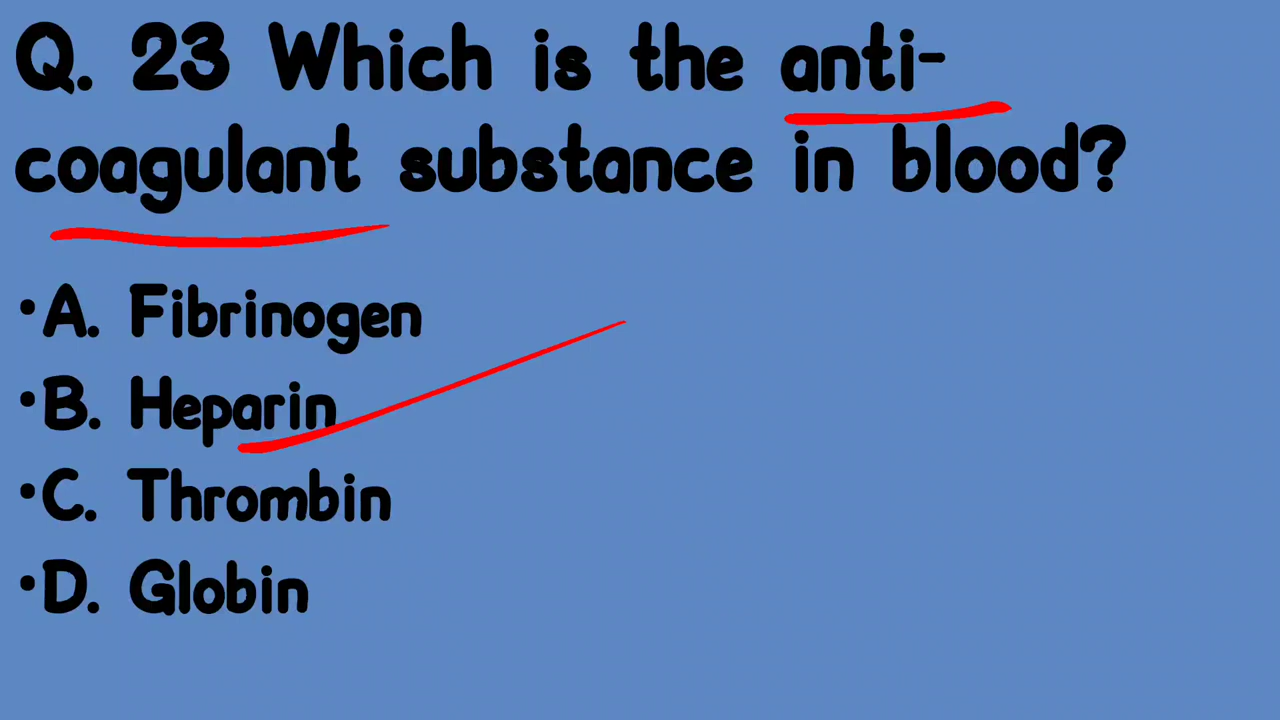 Q. 23 Which is the anti-
coagulant substance in blood?
•A. Fibrinogen
•B. Heparin
•C. Thrombin
•D. Globin